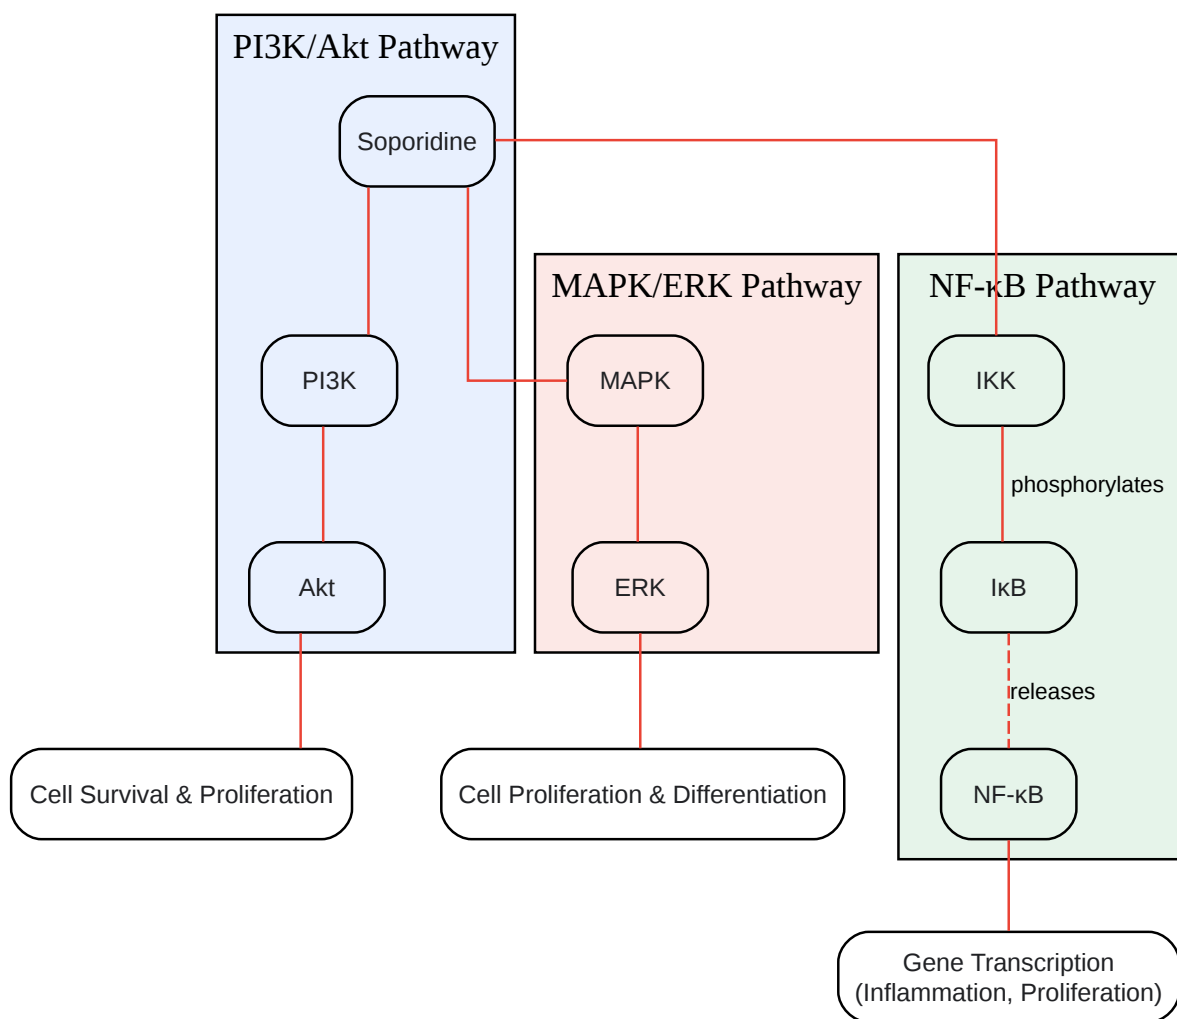 PI3K/Akt Pathway
Soporidine
MAPK/ERK Pathway
NF-κB Pathway
PI3K
MAPK
IKK
phosphorylates
Akt
ERK
IκB
releases
Cell Survival & Proliferation
Cell Proliferation & Differentiation
NF-κB
Gene Transcription
(Inflammation, Proliferation)